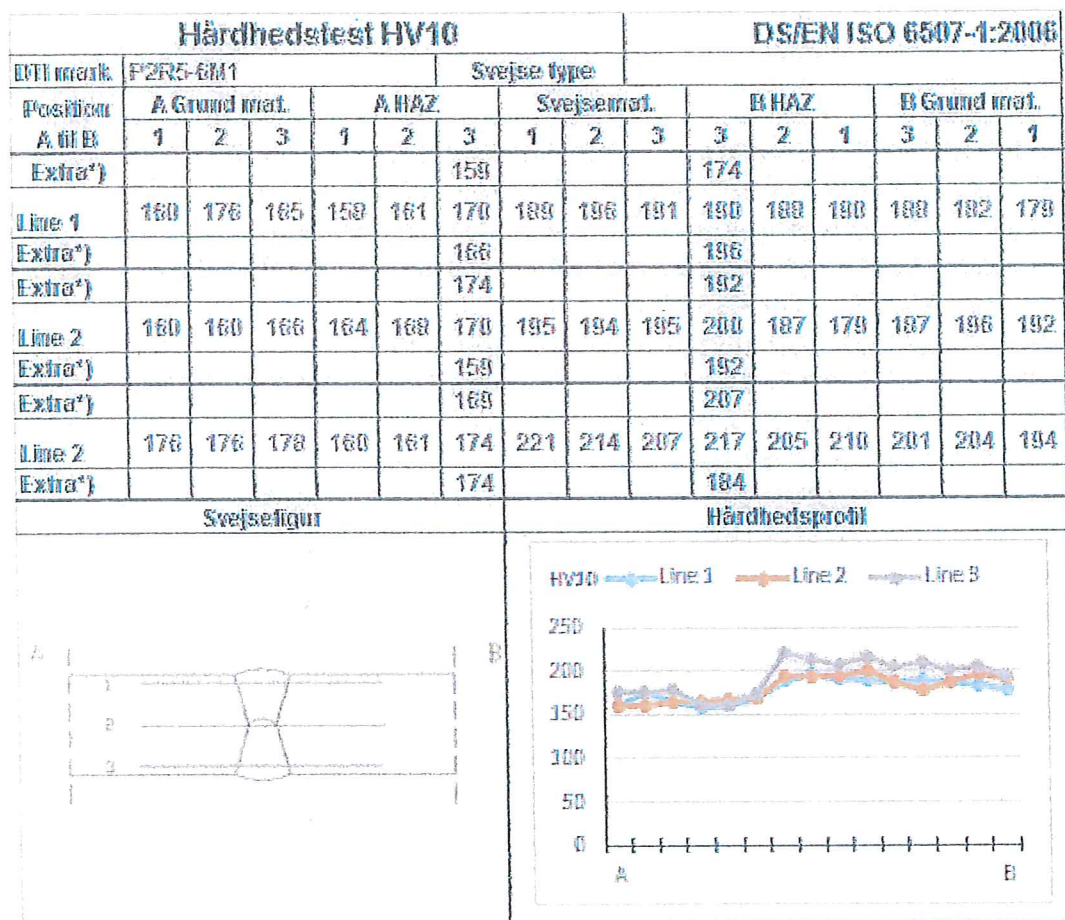 Hårdhedstest HV10 DS/EN ISO 6507-1:2006
DTI mærk. P2R5-6M1 Svejse type
Position A Grund mat. A HAZ Svejsemat. B HAZ B Grund mat.
A til B 1 2 3 1 2 3 1 2 3 3 2 1 3 2 1
Extra*) 159 174
Line 1 160 176 165 159 161 170 189 196 191 190 188 190 188 182 179
Extra*) 166 196
Extra*) 174 192
Line 2 160 160 166 164 169 170 195 194 195 200 187 179 187 196 192
Extra*) 159 192
Extra*) 169 207
Line 2 176 176 178 160 161 174 221 214 207 217 205 210 201 204 194
Extra*) 174 184
Svejsefigur Hårdhedsprofil
HV10 Line 1 Line 2 Line 3
250
200
150
100
50
0
A B
A B
1
2
3